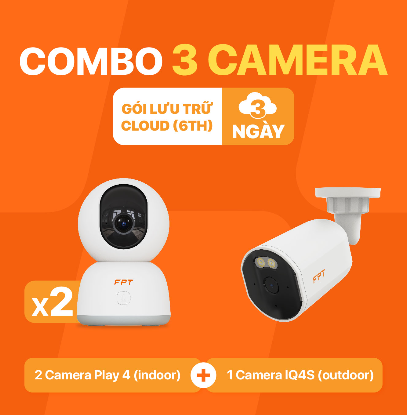 COMBO 3 CAMERA
GÓI LƯU TRỮ
CLOUD (6TH)
3
NGÀY
FPT
FPT
x2
2 Camera Play 4 (indoor) + 1 Camera IQ4S (outdoor)